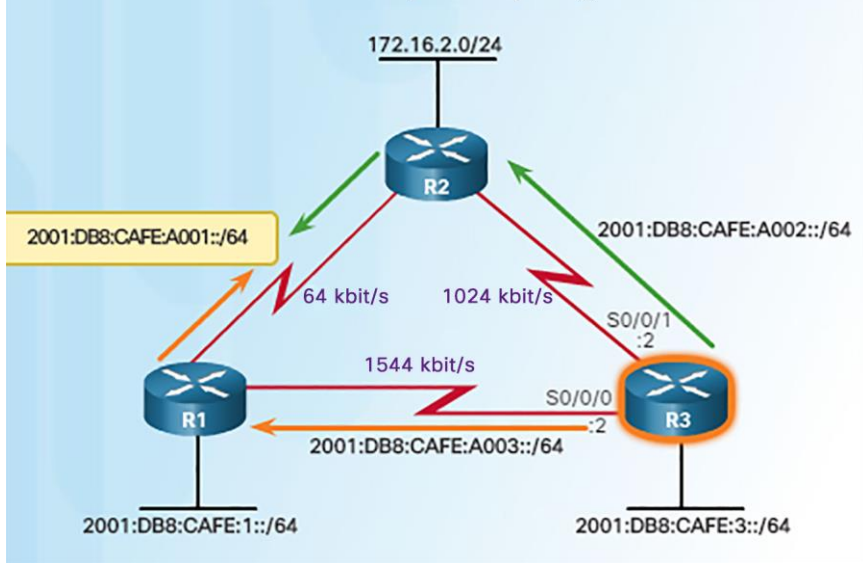 172.16.2.0/24
R2
2001:DB8:CAFE:A001::/64
2001:DB8:CAFE:A002::/64
64 kbit/s
1024 kbit/s
S0/0/1
:2
1544 kbit/s
S0/0/0
:2
R1
R3
2001:DB8:CAFE:A003::/64
2001:DB8:CAFE:1::/64
2001:DB8:CAFE:3::/64